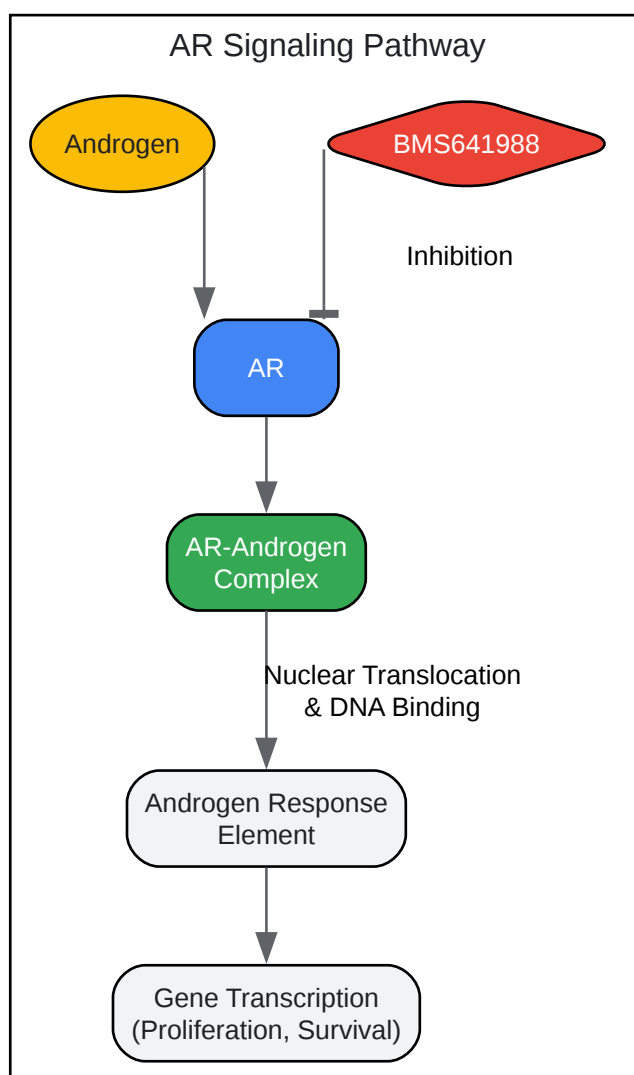 AR Signaling Pathway
Androgen
BMS641988
Inhibition
AR
AR-Androgen
Complex
Nuclear Translocation
& DNA Binding
Androgen Response
Element
Gene Transcription
(Proliferation, Survival)